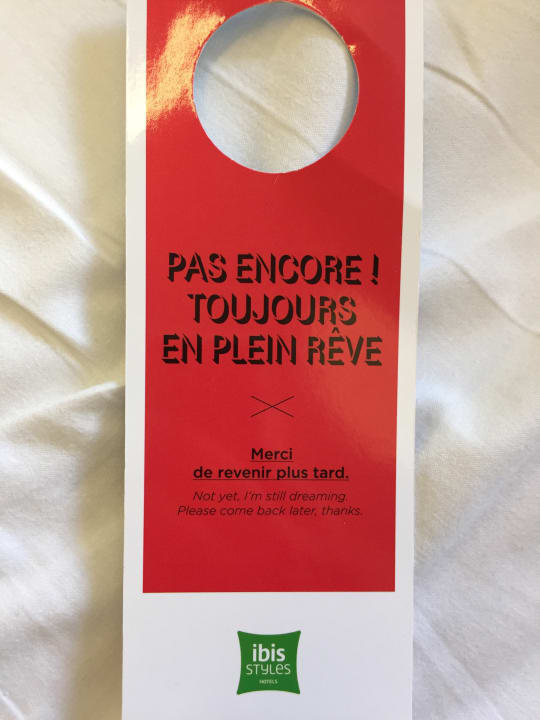 PAS ENCORE !
TOUJOURS
EN PLEIN RÊVE
Merci
de revenir plus tard.
Not yet, I'm still dreaming.
Please come back later, thanks.
ibis
STYLES
HOTELS